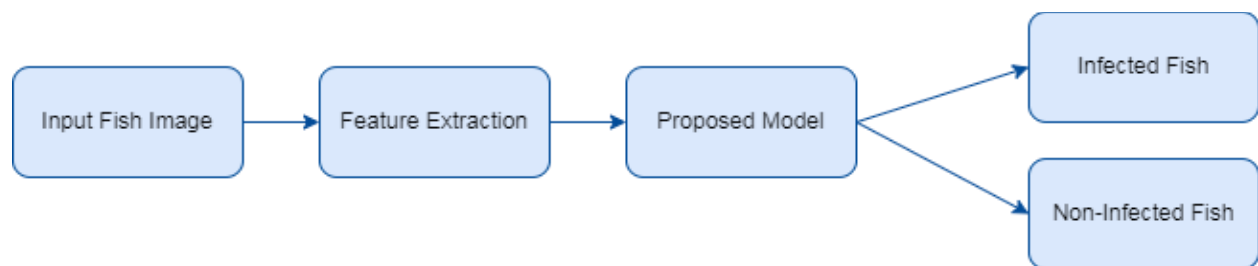 Input Fish Image
Feature Extraction
Proposed Model
Infected Fish
Non-Infected Fish